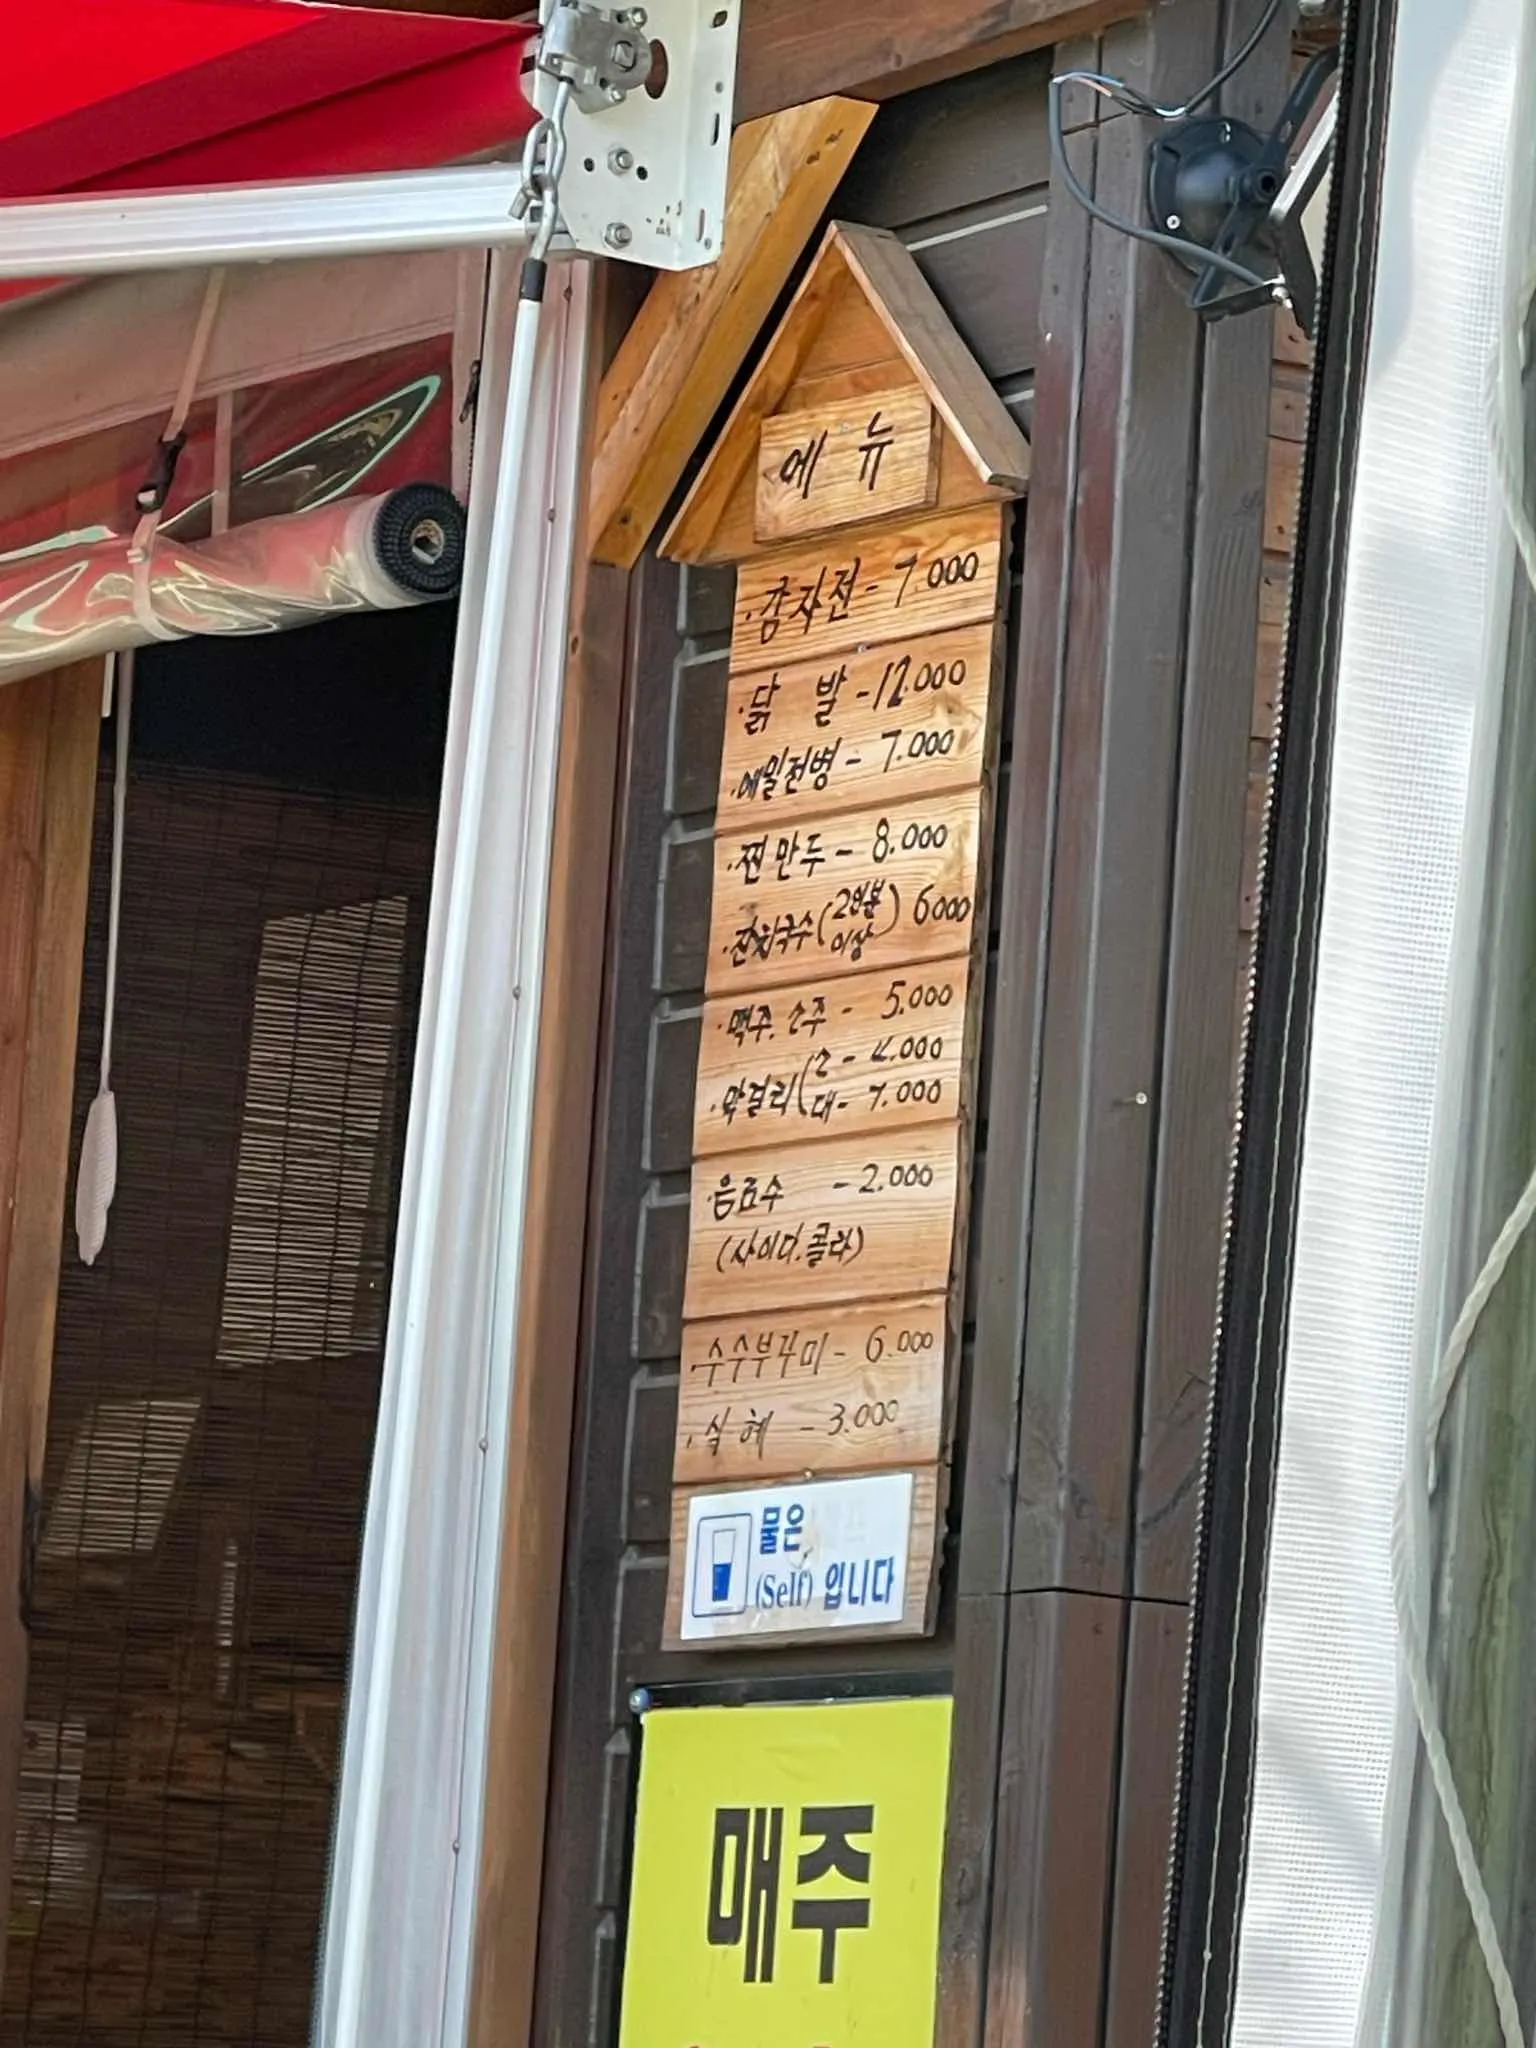 메뉴
·감자전 - 7.000
·닭 발 - 12.000
·메밀전병 - 7.000
·찐만두 - 8.000
·잔치국수 (2인분 이상) 6000
·맥주. 소주 - 5.000
·막걸리 (소 - 4.000
대 - 7.000
·음료수 - 2.000
(사이다. 콜라)
·수수부꾸미 - 6.000
·식 혜 - 3.000
물은
(Self) 입니다
매주